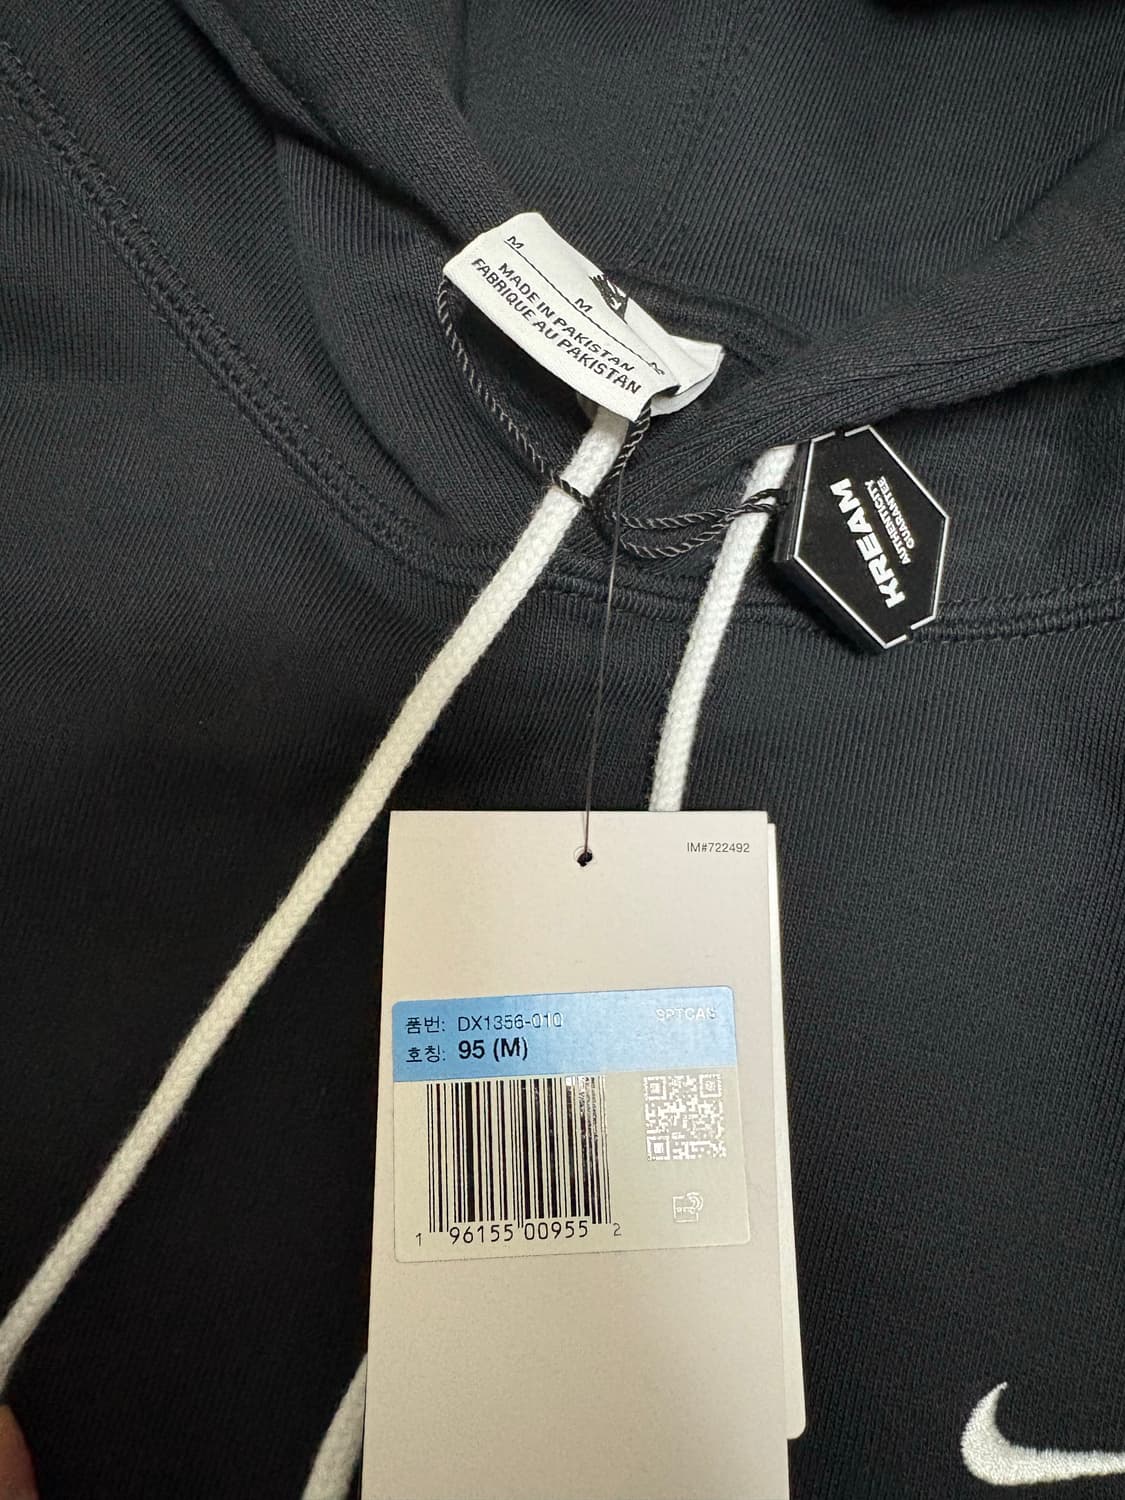 M
M
MADE IN PAKISTAN
FABRIQUE AU PAKISTAN
KREAM
AUTHENTICITY
GUARANTEE
IM#722492
품번: DX1356-010
호칭: 95 (M)
1 96155 00955 2